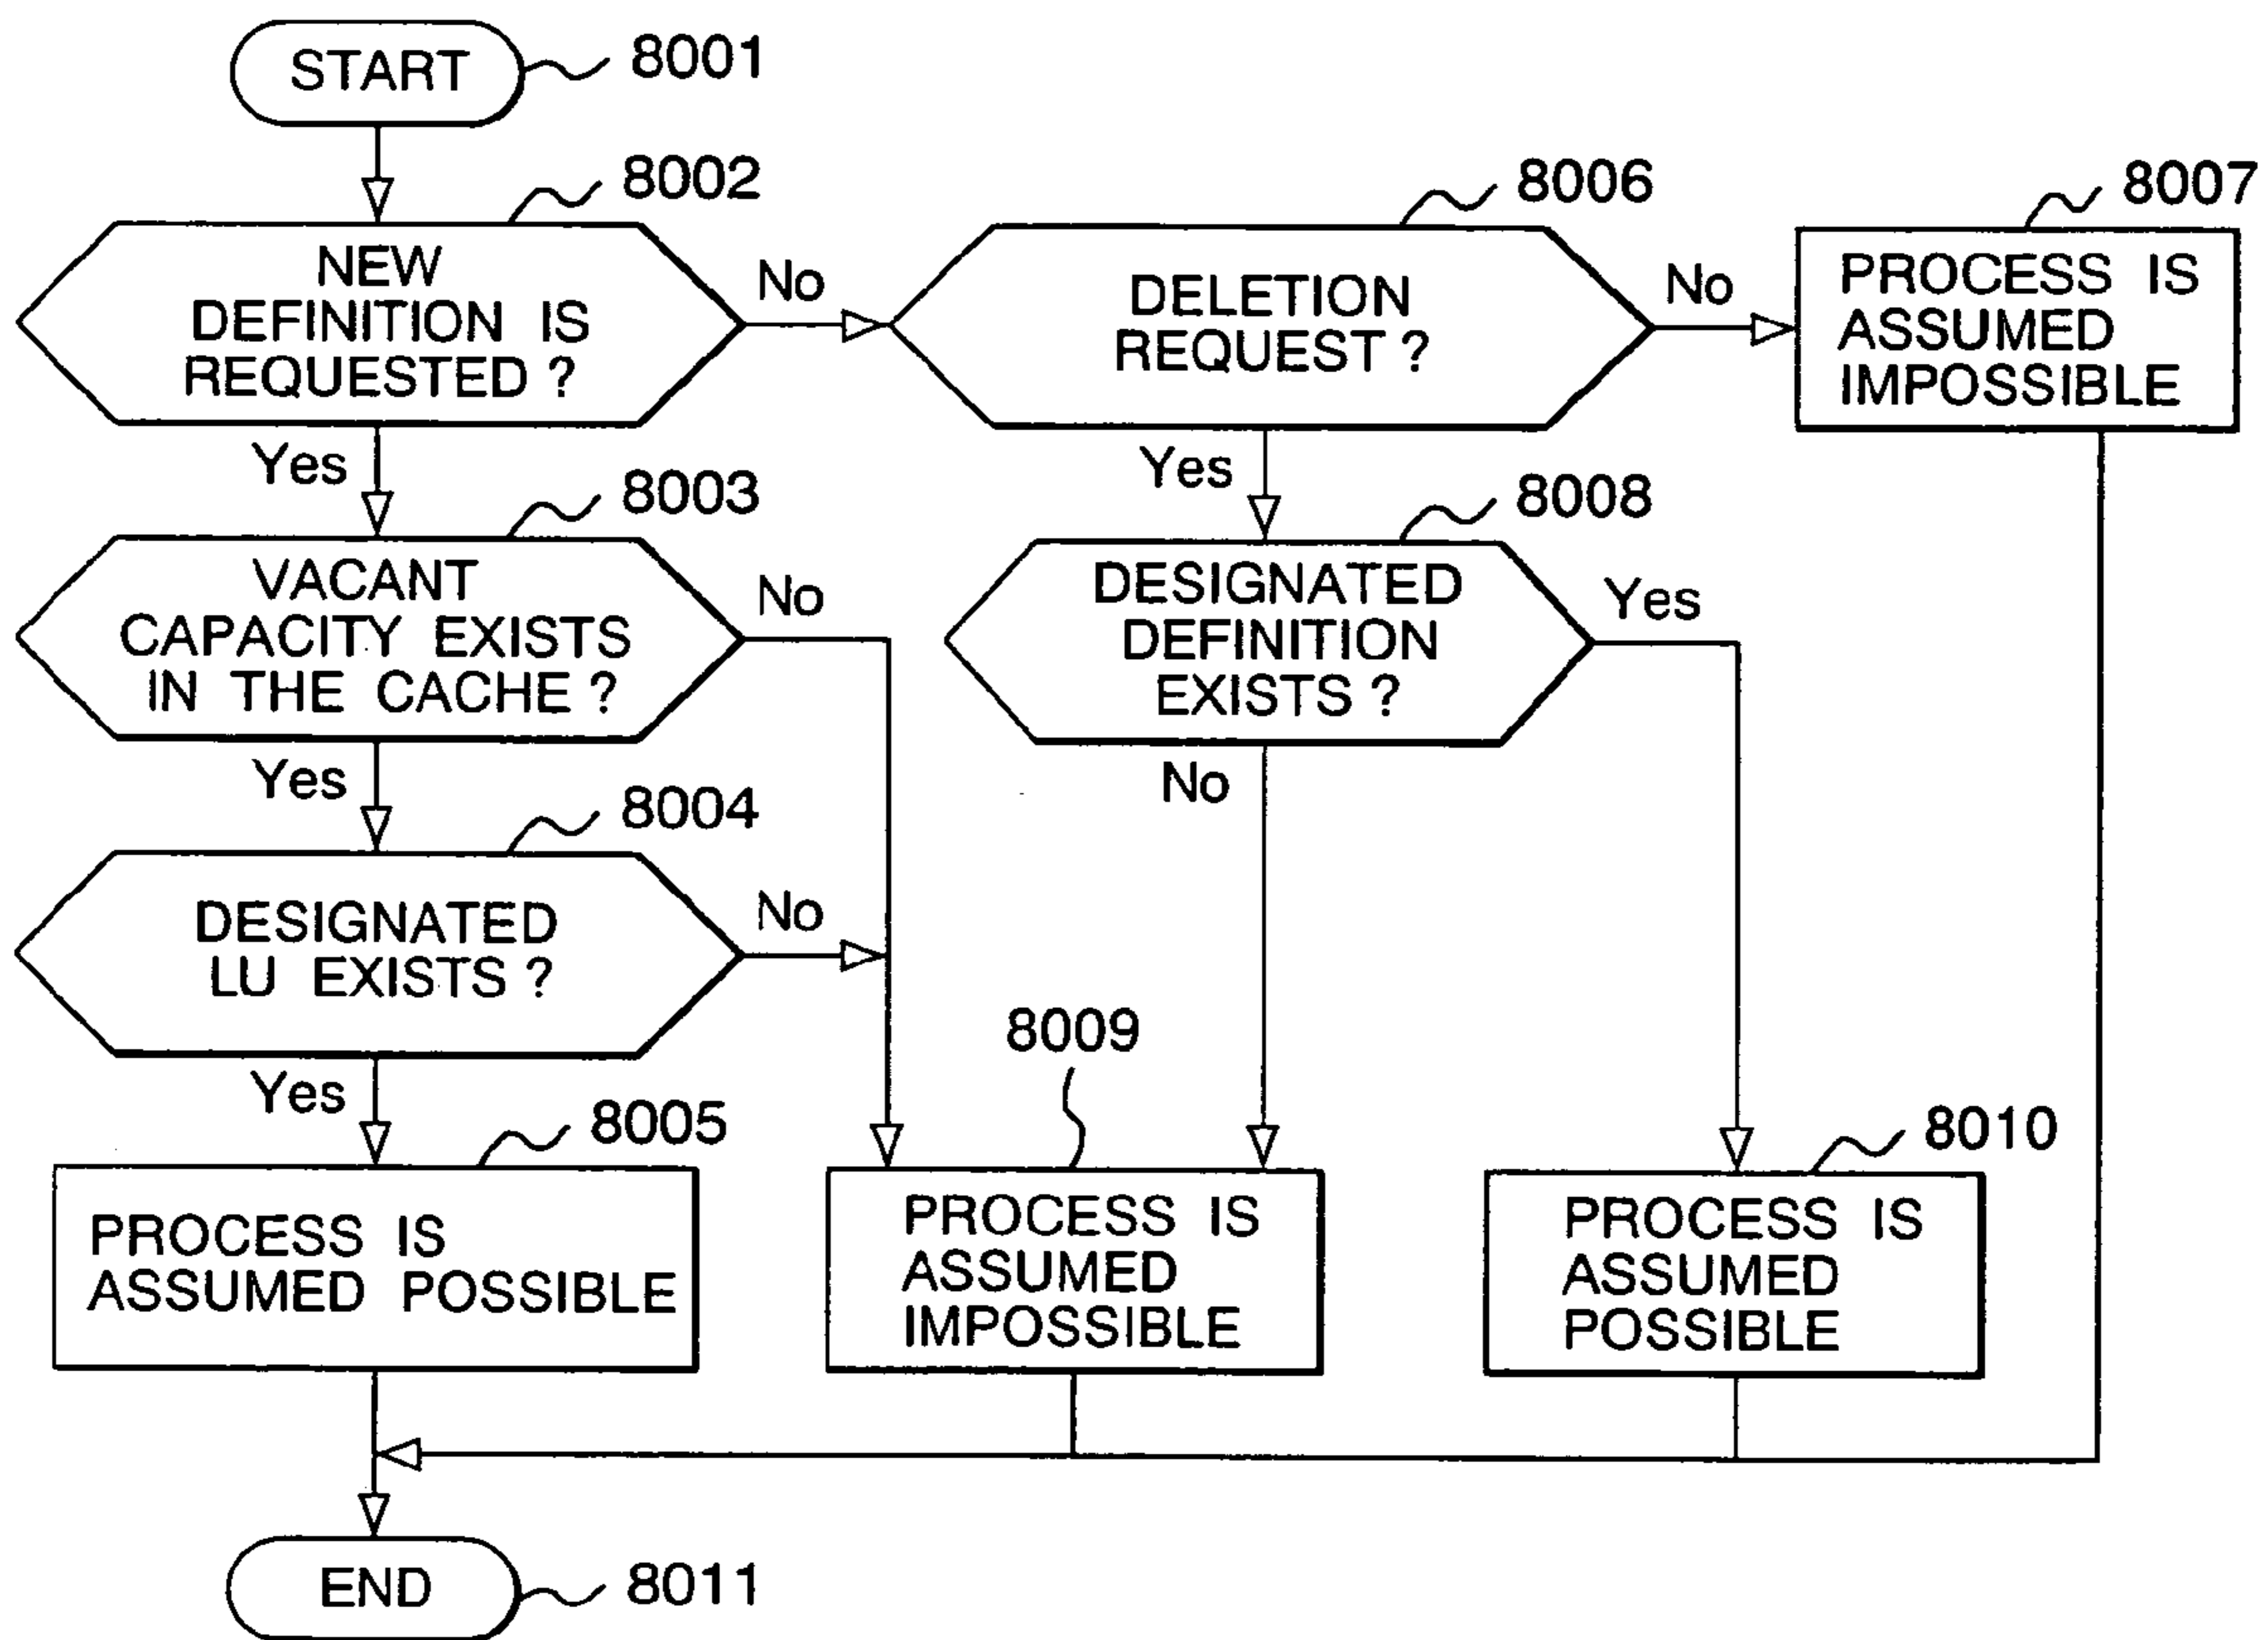 START
8001
8002
NEW
DEFINITION IS
REQUESTED ?
No
Yes
8006
DELETION
REQUEST ?
No
Yes
8007
PROCESS IS
ASSUMED
IMPOSSIBLE
8003
VACANT
CAPACITY EXISTS
IN THE CACHE ?
No
Yes
8008
DESIGNATED
DEFINITION
EXISTS ?
Yes
No
8004
DESIGNATED
LU EXISTS ?
No
Yes
8005
PROCESS IS
ASSUMED POSSIBLE
8009
PROCESS IS
ASSUMED
IMPOSSIBLE
8010
PROCESS IS
ASSUMED
POSSIBLE
END
8011